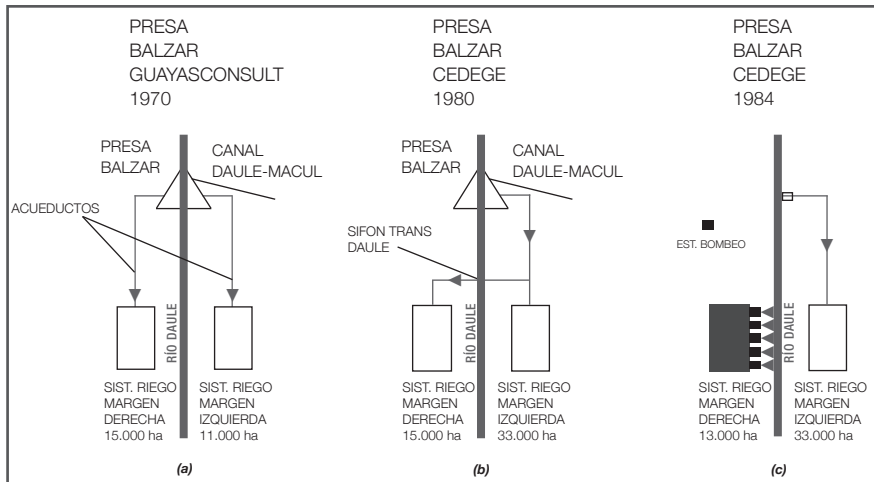 PRESA
BALZAR
GUAYASCONSULT
1970
PRESA
BALZAR
CANAL
DAULE-MACUL
ACUEDUCTOS
RÍO DAULE
SIST. RIEGO
MARGEN
DERECHA
15.000 ha
SIST. RIEGO
MARGEN
IZQUIERDA
11.000 ha
(a)
PRESA
BALZAR
CEDEGE
1980
PRESA
BALZAR
CANAL
DAULE-MACUL
SIFON TRANS
DAULE
RÍO DAULE
SIST. RIEGO
MARGEN
DERECHA
15.000 ha
SIST. RIEGO
MARGEN
IZQUIERDA
33.000 ha
(b)
PRESA
BALZAR
CEDEGE
1984
EST. BOMBEO
RÍO DAULE
SIST. RIEGO
MARGEN
DERECHA
13.000 ha
SIST. RIEGO
MARGEN
IZQUIERDA
33.000 ha
(c)